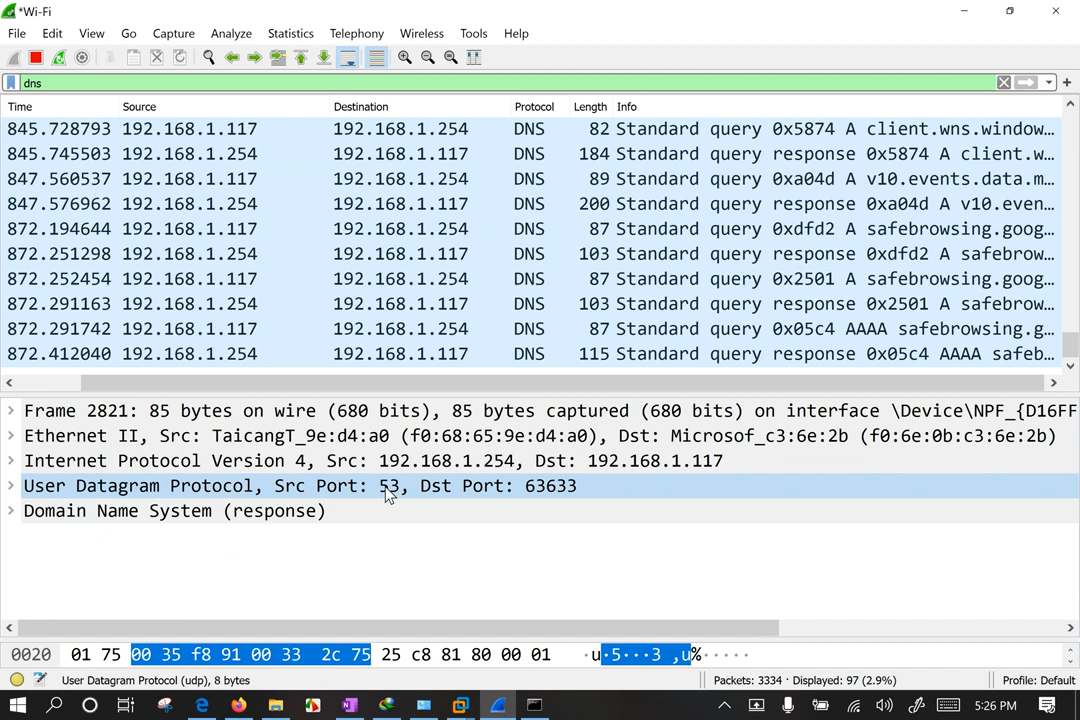 *Wi-Fi
File Edit View Go Capture Analyze Statistics Telephony Wireless Tools Help
dns
Time Source Destination Protocol Length Info
845.728793 192.168.1.117 192.168.1.254 DNS 82 Standard query 0x5874 A client.wns.window…
845.745503 192.168.1.254 192.168.1.117 DNS 184 Standard query response 0x5874 A client.w…
847.560537 192.168.1.117 192.168.1.254 DNS 89 Standard query 0xa04d A v10.events.data.m…
847.576962 192.168.1.254 192.168.1.117 DNS 200 Standard query response 0xa04d A v10.even…
872.194644 192.168.1.117 192.168.1.254 DNS 87 Standard query 0xdfd2 A safebrowsing.goog…
872.251298 192.168.1.254 192.168.1.117 DNS 103 Standard query response 0xdfd2 A safebrow…
872.252454 192.168.1.117 192.168.1.254 DNS 87 Standard query 0x2501 A safebrowsing.goog…
872.291163 192.168.1.254 192.168.1.117 DNS 103 Standard query response 0x2501 A safebrow…
872.291742 192.168.1.117 192.168.1.254 DNS 87 Standard query 0x05c4 AAAA safebrowsing.g…
872.412040 192.168.1.254 192.168.1.117 DNS 115 Standard query response 0x05c4 AAAA safeb…
Frame 2821: 85 bytes on wire (680 bits), 85 bytes captured (680 bits) on interface \Device\NPF_{D16FF
Ethernet II, Src: TaicangT_9e:d4:a0 (f0:68:65:9e:d4:a0), Dst: Microsof_c3:6e:2b (f0:6e:0b:c3:6e:2b)
Internet Protocol Version 4, Src: 192.168.1.254, Dst: 192.168.1.117
User Datagram Protocol, Src Port: 53, Dst Port: 63633
Domain Name System (response)
0020 01 75 00 35 f8 91 00 33 2c 75 25 c8 81 80 00 01 ·u·5···3 ,u%·····
User Datagram Protocol (udp), 8 bytes Packets: 3334 · Displayed: 97 (2.9%) Profile: Default
5:26 PM